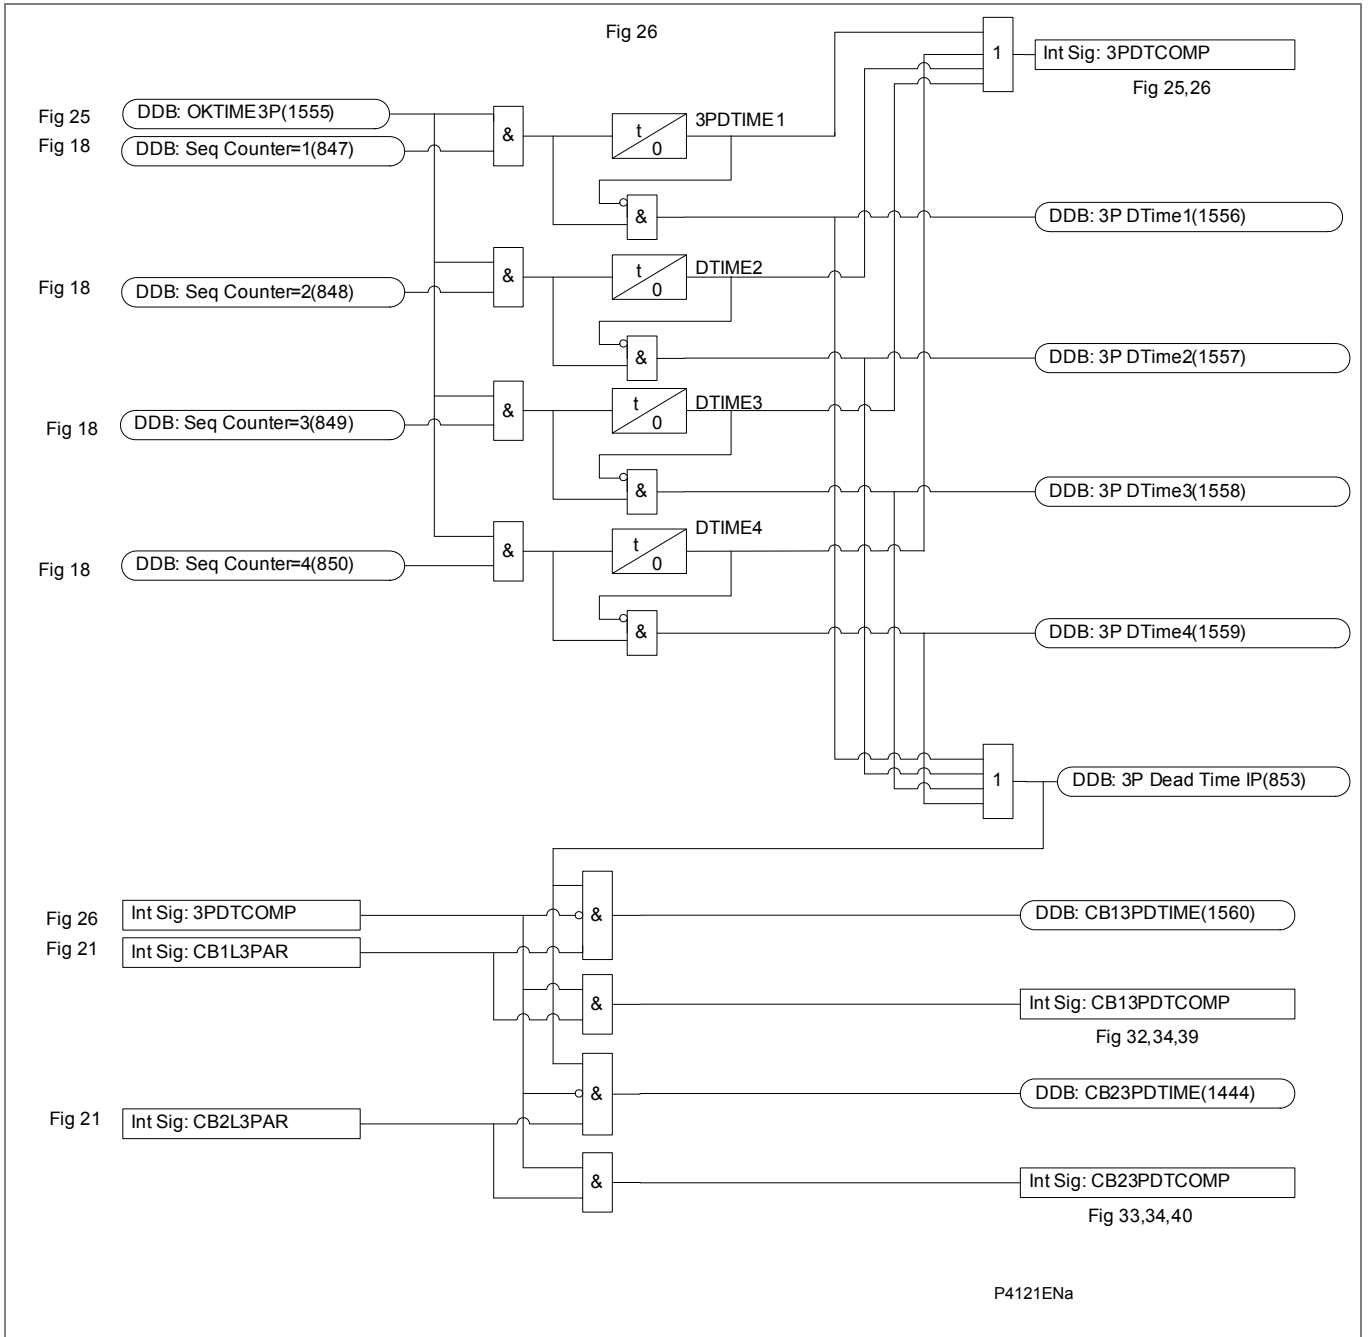 Fig 26
1
Int Sig: 3PDTCOMP
Fig 25,26
Fig 25
DDB: OKTIME3P(1555)
Fig 18
DDB: Seq Counter=1(847)
&
t
0
3PDTIME1
&
DDB: 3P DTime1(1556)
Fig 18
DDB: Seq Counter=2(848)
&
t
0
DTIME2
&
DDB: 3P DTime2(1557)
Fig 18
DDB: Seq Counter=3(849)
&
t
0
DTIME3
&
DDB: 3P DTime3(1558)
Fig 18
DDB: Seq Counter=4(850)
&
t
0
DTIME4
&
DDB: 3P DTime4(1559)
1
DDB: 3P Dead Time IP(853)
Fig 26
Int Sig: 3PDTCOMP
&
DDB: CB13PDTIME(1560)
Fig 21
Int Sig: CB1L3PAR
&
Int Sig: CB13PDTCOMP
Fig 32,34,39
&
DDB: CB23PDTIME(1444)
Fig 21
Int Sig: CB2L3PAR
&
Int Sig: CB23PDTCOMP
Fig 33,34,40
P4121ENa